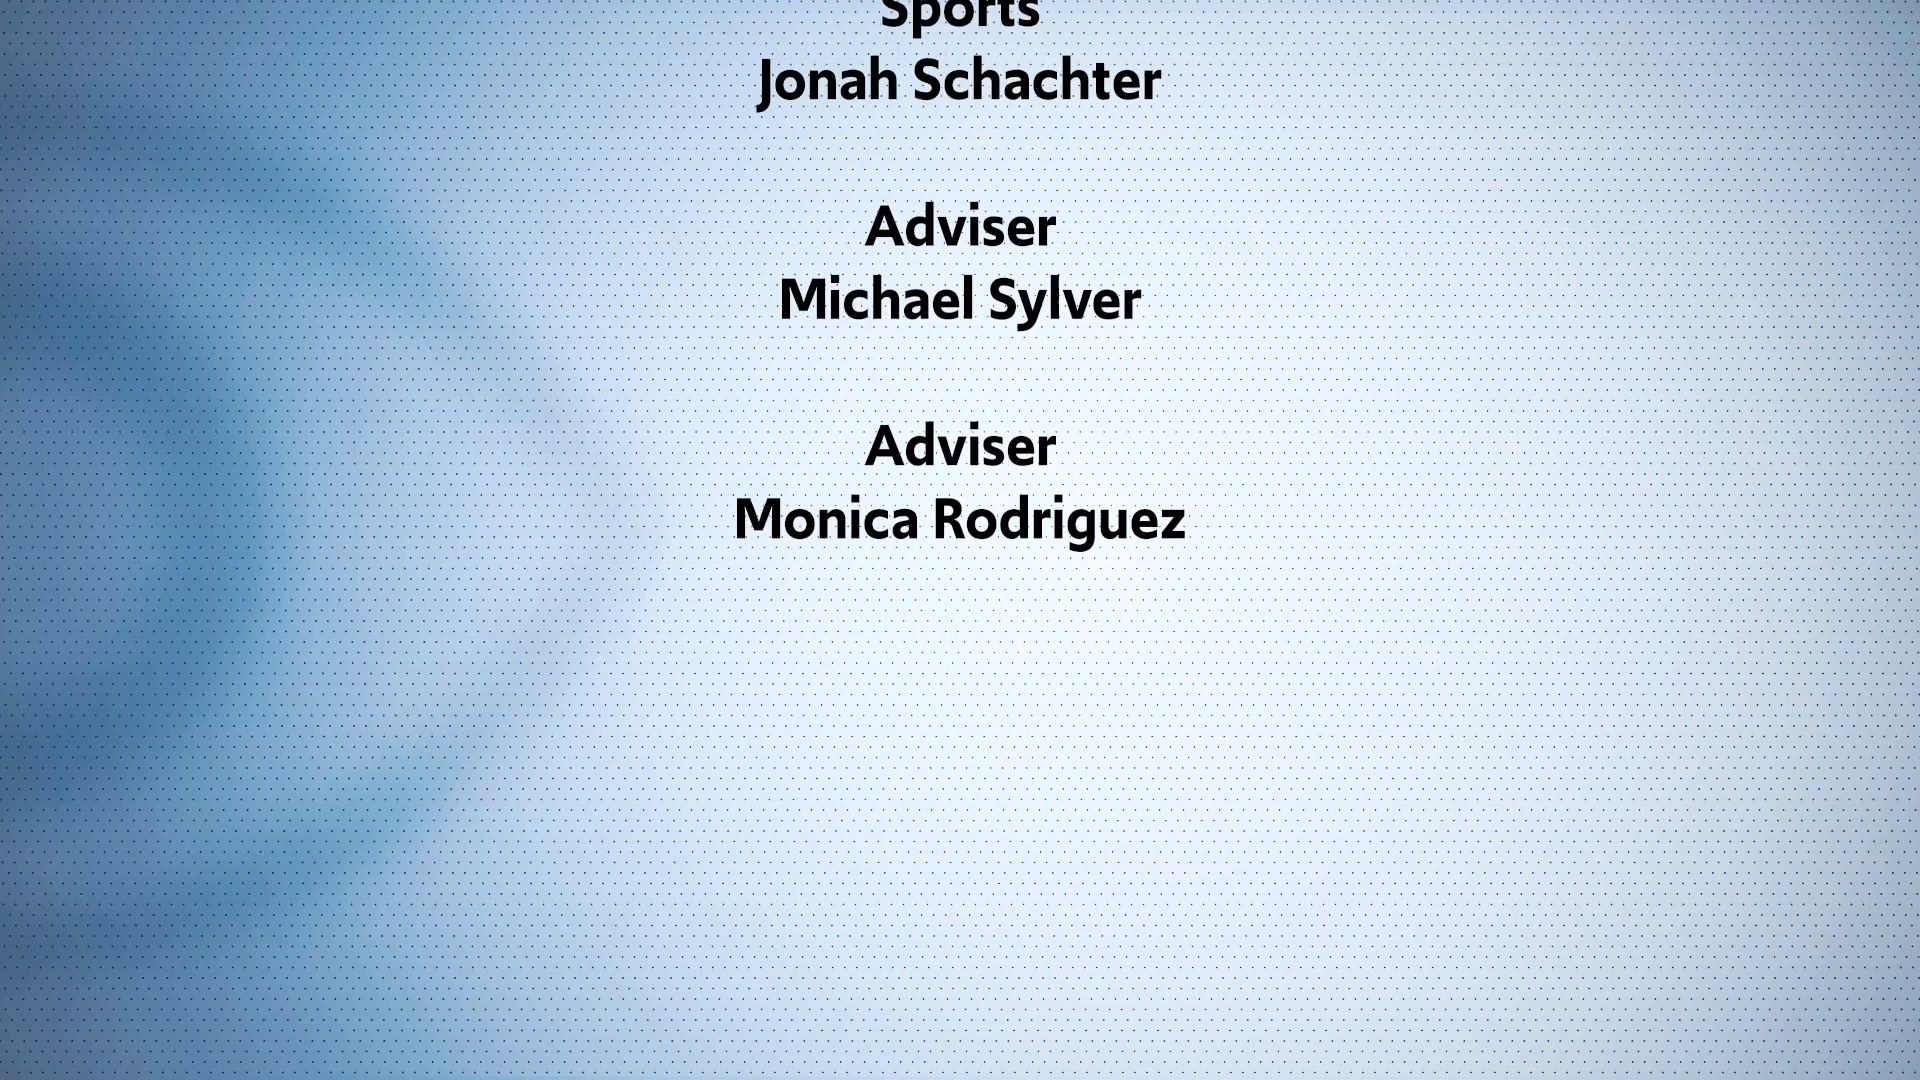 Sports
Jonah Schachter
Adviser
Michael Sylver
Adviser
Monica Rodriguez